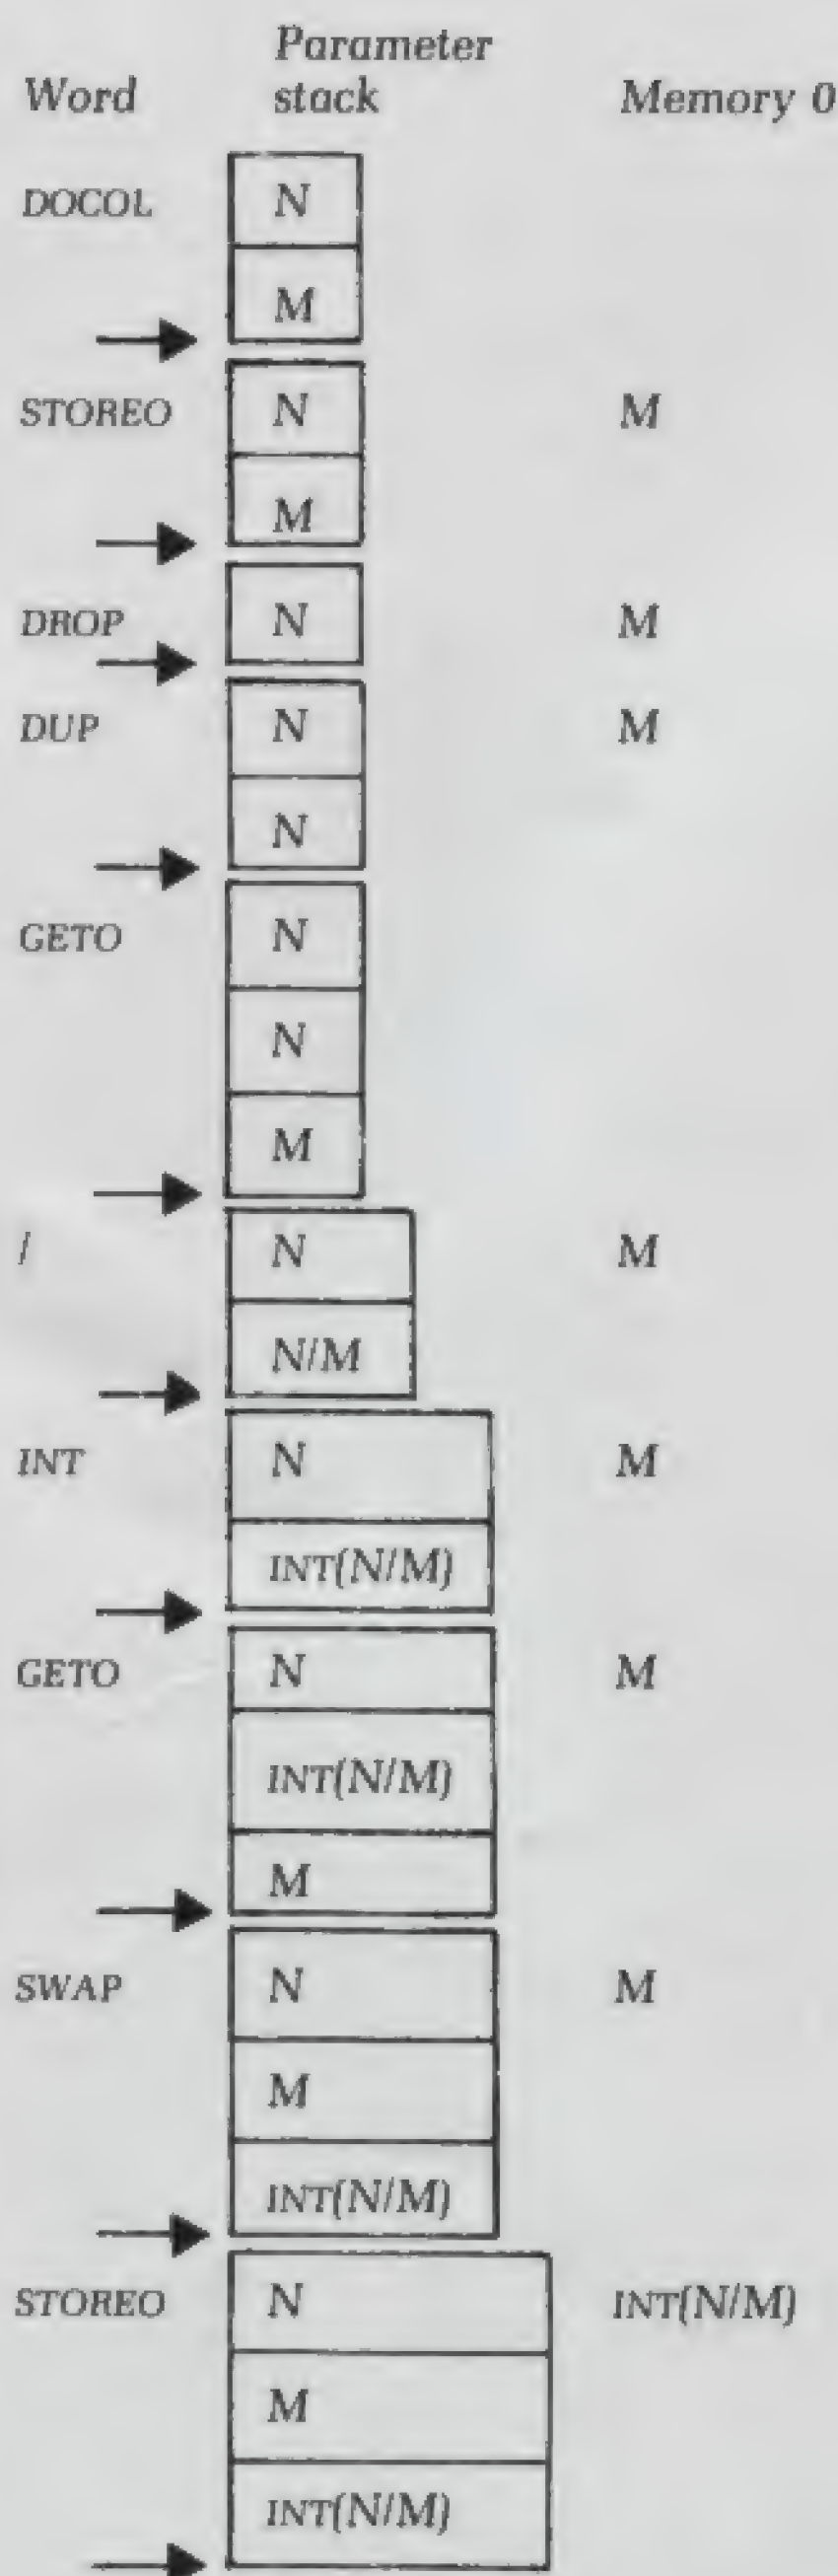 Parameter
Word stack Memory 0
DOCOL N
M
STOREO N M
M
DROP N M
DUP N M
N
GETO N
N
M
/ N M
N/M
INT N M
INT(N/M)
GETO N M
INT(N/M)
M
SWAP N M
M
INT(N/M)
STOREO N INT(N/M)
M
INT(N/M)